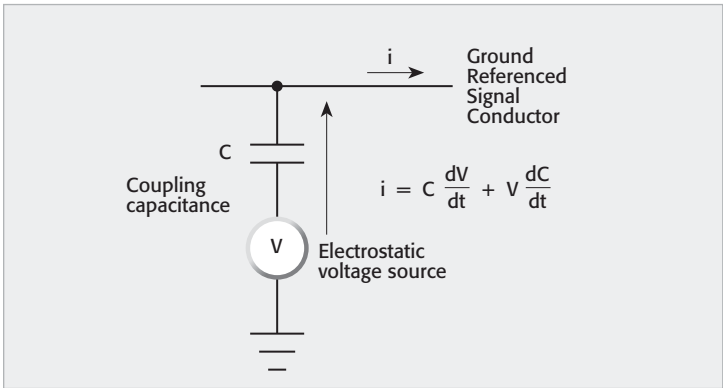 i
Ground
Referenced
Signal
Conductor
C
Coupling
capacitance
i = C dV/dt + V dC/dt
V
Electrostatic
voltage source